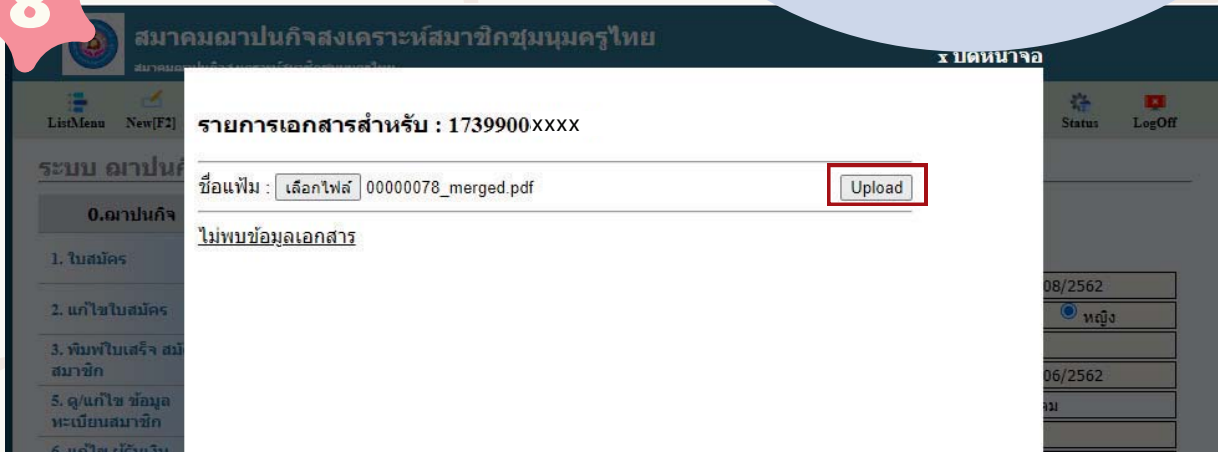 8
สมาคมฌาปนกิจสงเคราะห์สมาชิกชุมนุมครูไทย
x ปิดหน้าจอ
ListMenu New[F2] Status LogOff
รายการเอกสารสำหรับ : 1739900xxxx
ระบบ
ชื่อแฟ้ม : เลือกไฟล์ 00000078_merged.pdf Upload
0.ฌาปนกิจ
ไม่พบข้อมูลเอกสาร
1. ใบสมัคร
08/2562
2. แก้ไขใบสมัคร
หญิง
3. พิมพ์ใบเสร็จ
สมาชิก
06/2562
5. ดู/แก้ไข ข้อมูล
ทะเบียนสมาชิก